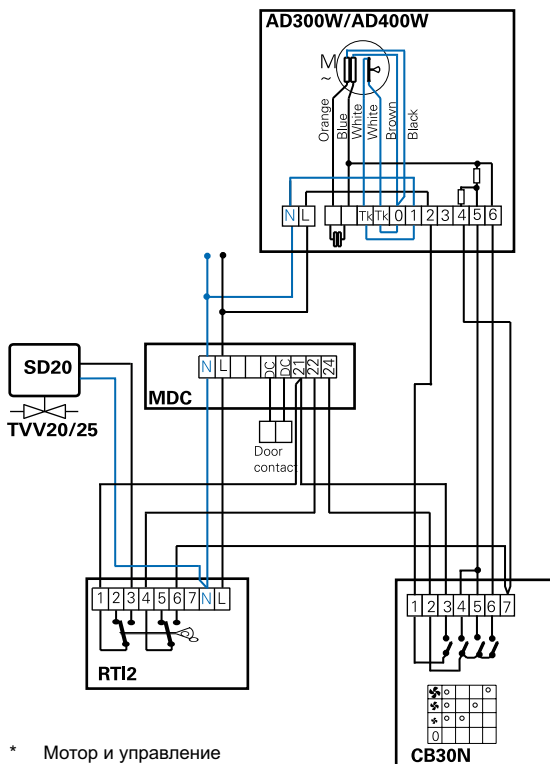 AD300W/AD400W
M
~
Orange
Blue
White
White
Brown
Black
N L Tk Tk 0 1 2 3 4 5 6
SD20
TVV20/25
N L DC DC 21 22 24
MDC
Door
contact
1 2 3 4 5 6 7 N L
RTI2
1 2 3 4 5 6 7
0
CB30N
* Мотор и управление